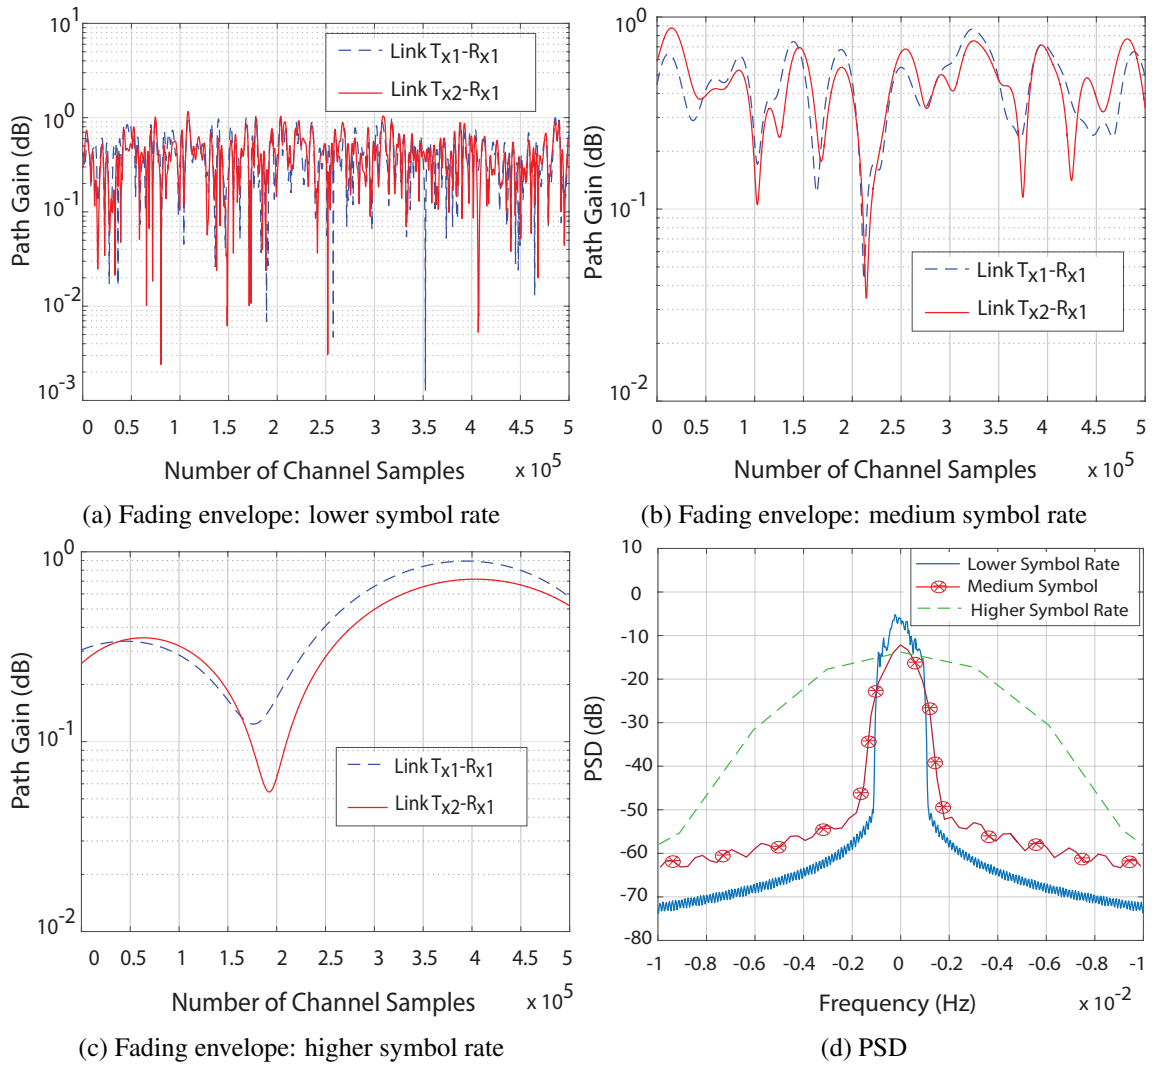 10^1
10^0
10^-1
10^-2
10^-3
Path Gain (dB)
Link Tx1-Rx1
Link Tx2-Rx1
0 0.5 1 1.5 2 2.5 3 3.5 4 4.5 5
Number of Channel Samples x 10^5
(a) Fading envelope: lower symbol rate
10^0
10^-1
10^-2
Path Gain (dB)
Link Tx1-Rx1
Link Tx2-Rx1
0 0.5 1 1.5 2 2.5 3 3.5 4 4.5 5
Number of Channel Samples x 10^5
(b) Fading envelope: medium symbol rate
10^0
10^-1
10^-2
Path Gain (dB)
Link Tx1-Rx1
Link Tx2-Rx1
0 0.5 1 1.5 2 2.5 3 3.5 4 4.5 5
Number of Channel Samples x 10^5
(c) Fading envelope: higher symbol rate
10
0
-10
-20
-30
-40
-50
-60
-70
-80
PSD (dB)
Lower Symbol Rate
Medium Symbol
Higher Symbol Rate
-1 -0.8 -0.6 -0.4 -0.2 0 -0.2 -0.4 -0.6 -0.8 -1
Frequency (Hz) x 10^-2
(d) PSD